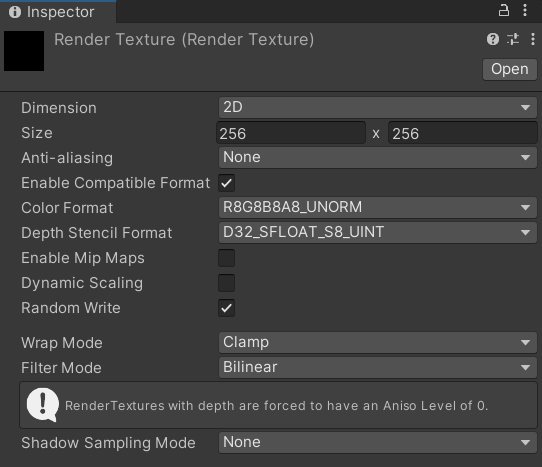 Inspector
Render Texture (Render Texture)
Open
Dimension 2D
Size 256 x 256
Anti-aliasing None
Enable Compatible Format
Color Format R8G8B8A8_UNORM
Depth Stencil Format D32_SFLOAT_S8_UINT
Enable Mip Maps
Dynamic Scaling
Random Write
Wrap Mode Clamp
Filter Mode Bilinear
RenderTextures with depth are forced to have an Aniso Level of 0.
Shadow Sampling Mode None